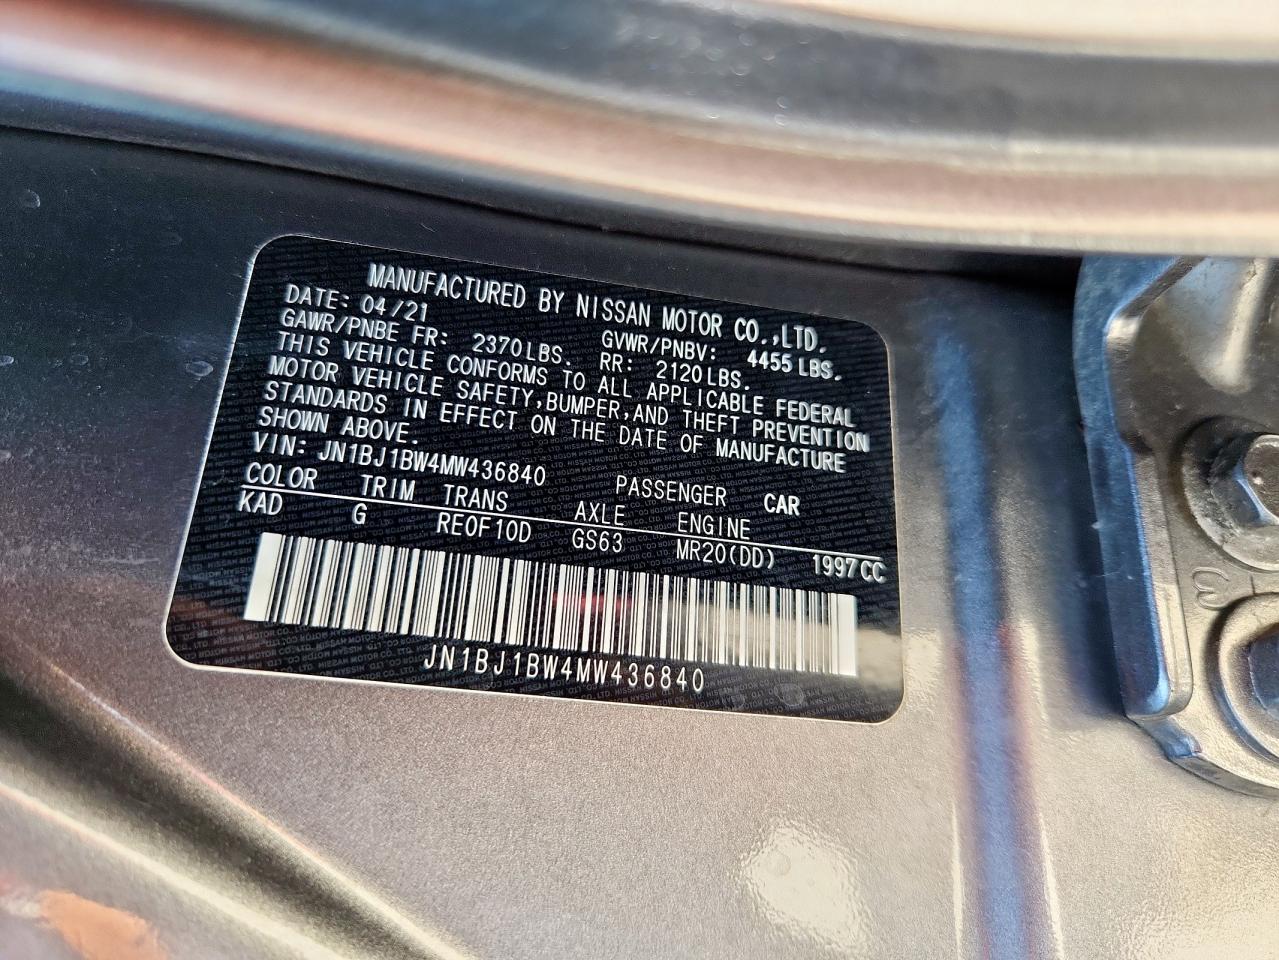 MANUFACTURED BY NISSAN MOTOR CO.,LTD.
DATE: 04/21 GVWR/PNBV: 4455 LBS.
GAWR/PNBE FR: 2370LBS. RR: 2120LBS.
THIS VEHICLE CONFORMS TO ALL APPLICABLE FEDERAL
MOTOR VEHICLE SAFETY,BUMPER,AND THEFT PREVENTION
STANDARDS IN EFFECT ON THE DATE OF MANUFACTURE
SHOWN ABOVE.
VIN: JN1BJ1BW4MW436840 PASSENGER CAR
COLOR TRIM TRANS AXLE ENGINE
KAD G RE0F10D GS63 MR20(DD) 1997CC
JN1BJ1BW4MW436840